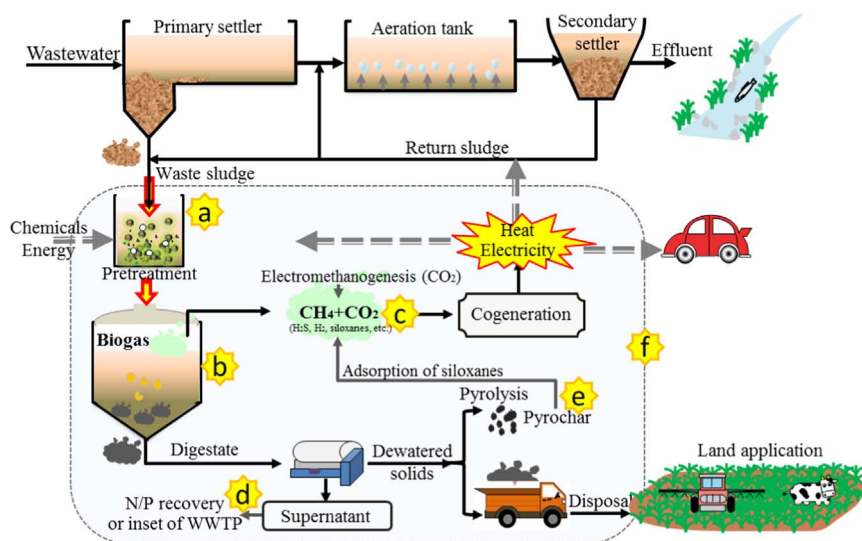 Primary settler
Aeration tank
Secondary
settler
Wastewater
Effluent
Return sludge
Waste sludge
a
Chemicals
Energy
Pretreatment
Heat
Electricity
Electromethanogenesis (CO₂)
CH₄+CO₂
(H₂S, H₂, siloxanes, etc.)
c
Cogeneration
Biogas
b
f
Adsorption of siloxanes
e
Pyrolysis
Pyrochar
Digestate
Dewatered
solids
Land application
d
N/P recovery
or inset of WWTP
Supernatant
Disposal